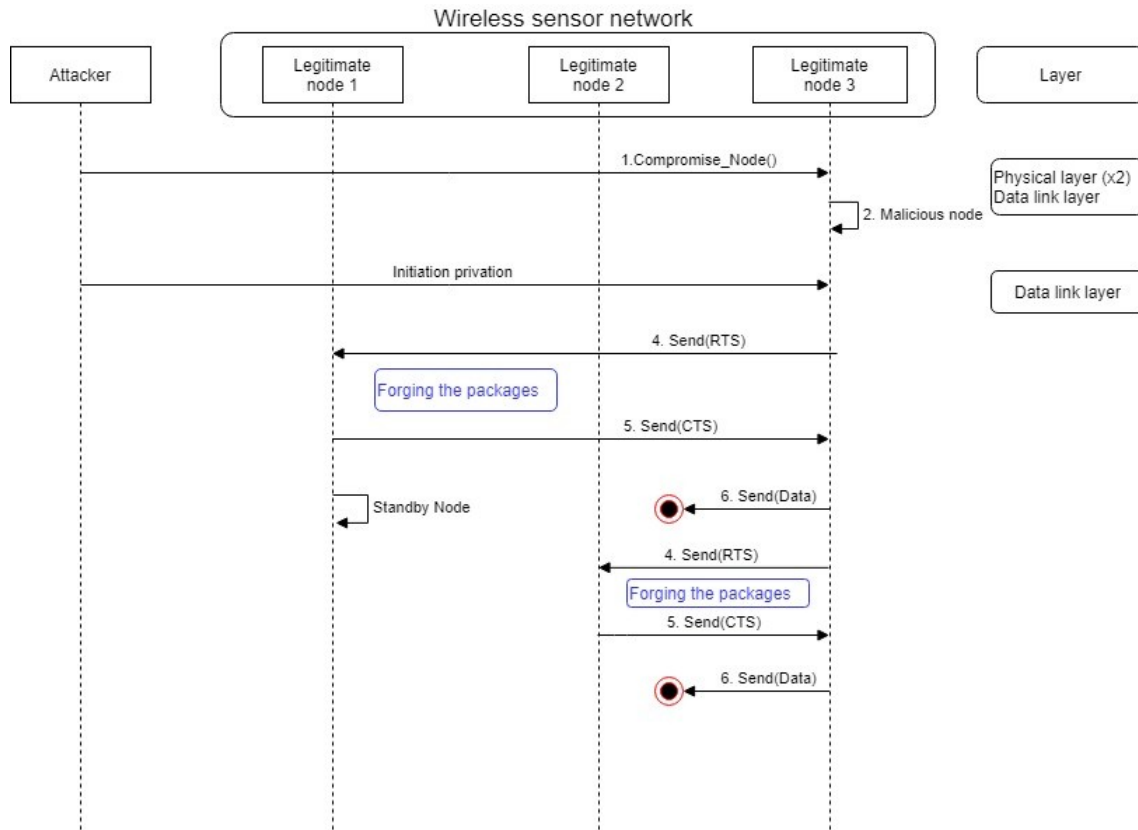 Wireless sensor network
Attacker
Legitimate
node 1
Legitimate
node 2
Legitimate
node 3
Layer
1.Compromise_Node()
Physical layer (x2)
Data link layer
2. Malicious node
Initiation privation
Data link layer
4. Send(RTS)
Forging the packages
5. Send(CTS)
Standby Node
6. Send(Data)
4. Send(RTS)
Forging the packages
5. Send(CTS)
6. Send(Data)